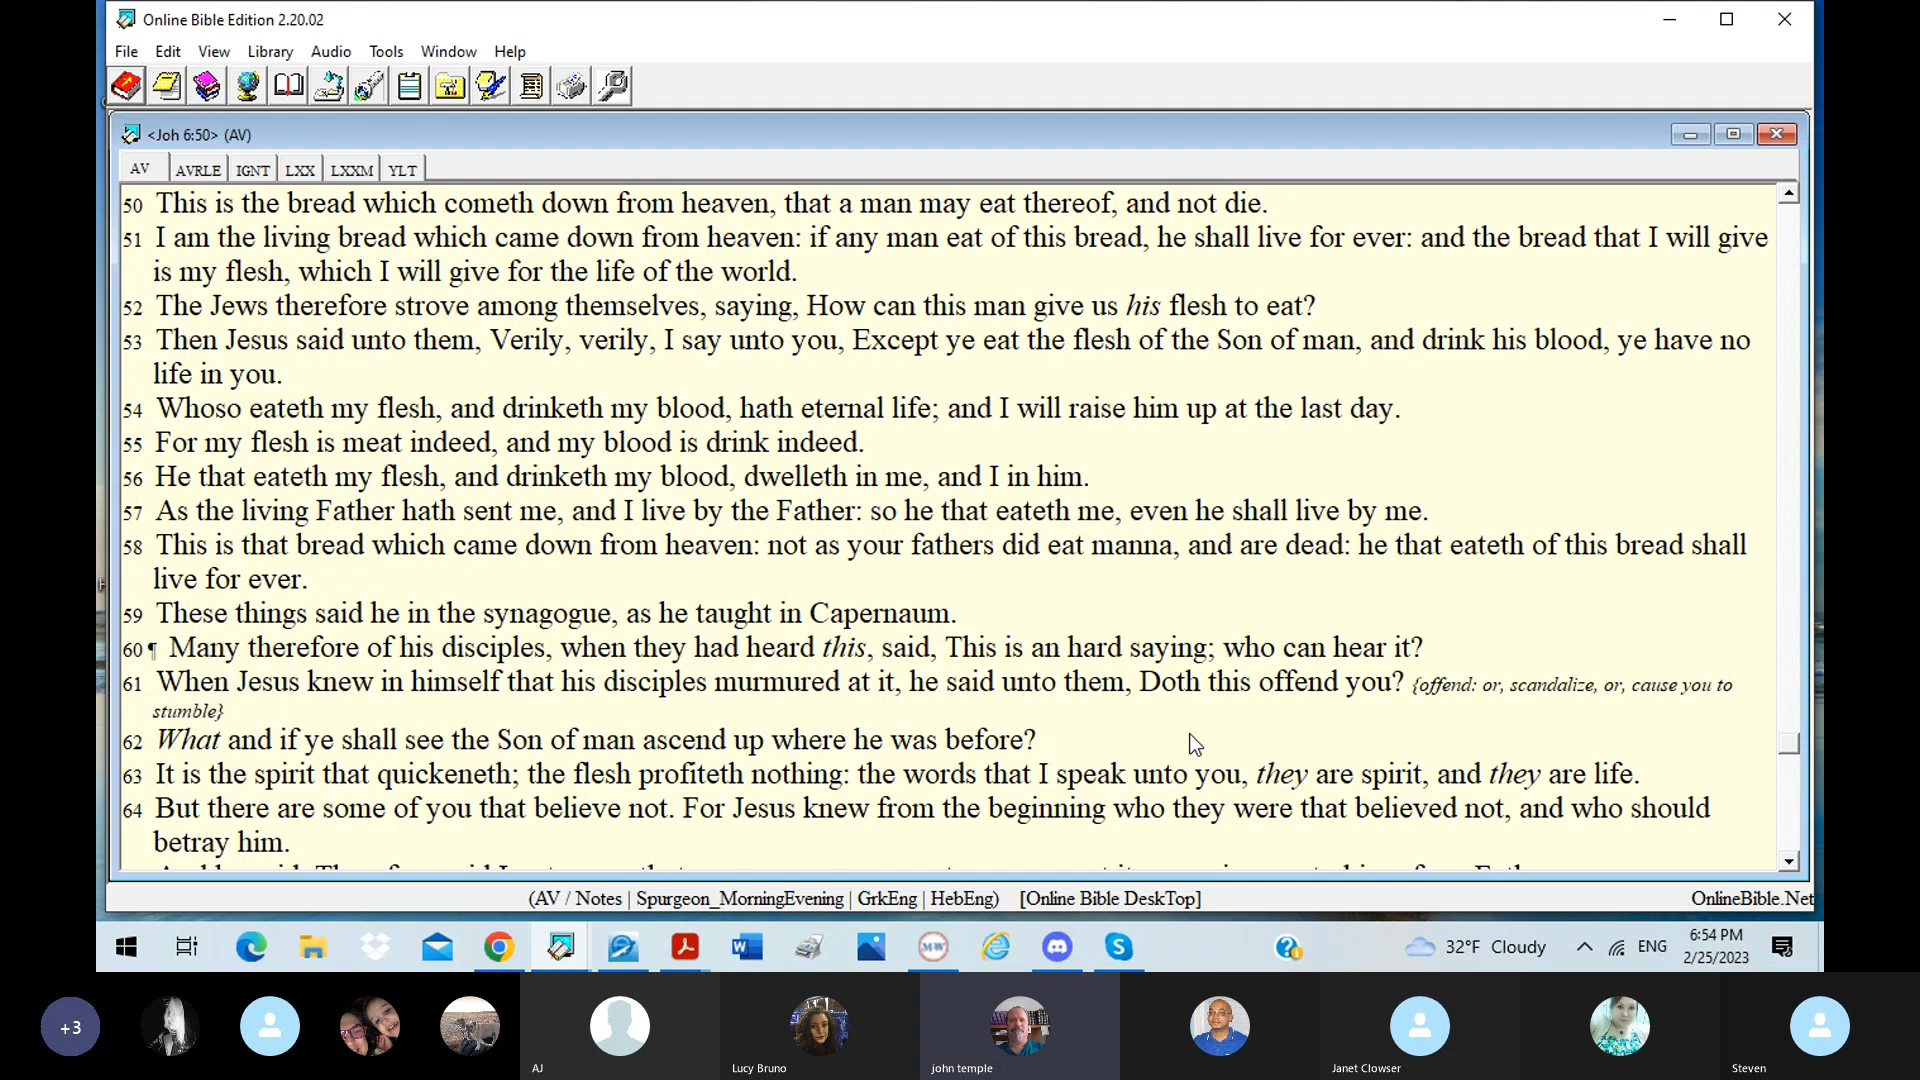 Online Bible Edition 2.20.02
File Edit View Library Audio Tools Window Help
<Joh 6:50> (AV)
AV AVRLE IGNT LXX LXXM YLT
50 This is the bread which cometh down from heaven, that a man may eat thereof, and not die.
51 I am the living bread which came down from heaven: if any man eat of this bread, he shall live for ever: and the bread that I will give
is my flesh, which I will give for the life of the world.
52 The Jews therefore strove among themselves, saying, How can this man give us his flesh to eat?
53 Then Jesus said unto them, Verily, verily, I say unto you, Except ye eat the flesh of the Son of man, and drink his blood, ye have no
life in you.
54 Whoso eateth my flesh, and drinketh my blood, hath eternal life; and I will raise him up at the last day.
55 For my flesh is meat indeed, and my blood is drink indeed.
56 He that eateth my flesh, and drinketh my blood, dwelleth in me, and I in him.
57 As the living Father hath sent me, and I live by the Father: so he that eateth me, even he shall live by me.
58 This is that bread which came down from heaven: not as your fathers did eat manna, and are dead: he that eateth of this bread shall
live for ever.
59 These things said he in the synagogue, as he taught in Capernaum.
60 ¶ Many therefore of his disciples, when they had heard this, said, This is an hard saying; who can hear it?
61 When Jesus knew in himself that his disciples murmured at it, he said unto them, Doth this offend you? {offend: or, scandalize, or, cause you to
stumble}
62 What and if ye shall see the Son of man ascend up where he was before?
63 It is the spirit that quickeneth; the flesh profiteth nothing: the words that I speak unto you, they are spirit, and they are life.
64 But there are some of you that believe not. For Jesus knew from the beginning who they were that believed not, and who should
betray him.
(AV / Notes | Spurgeon_MorningEvening | GrkEng | HebEng) [Online Bible DeskTop] OnlineBible.Net
32°F Cloudy ENG 6:54 PM
2/25/2023
+3
AJ Lucy Bruno john temple Janet Clowser Steven